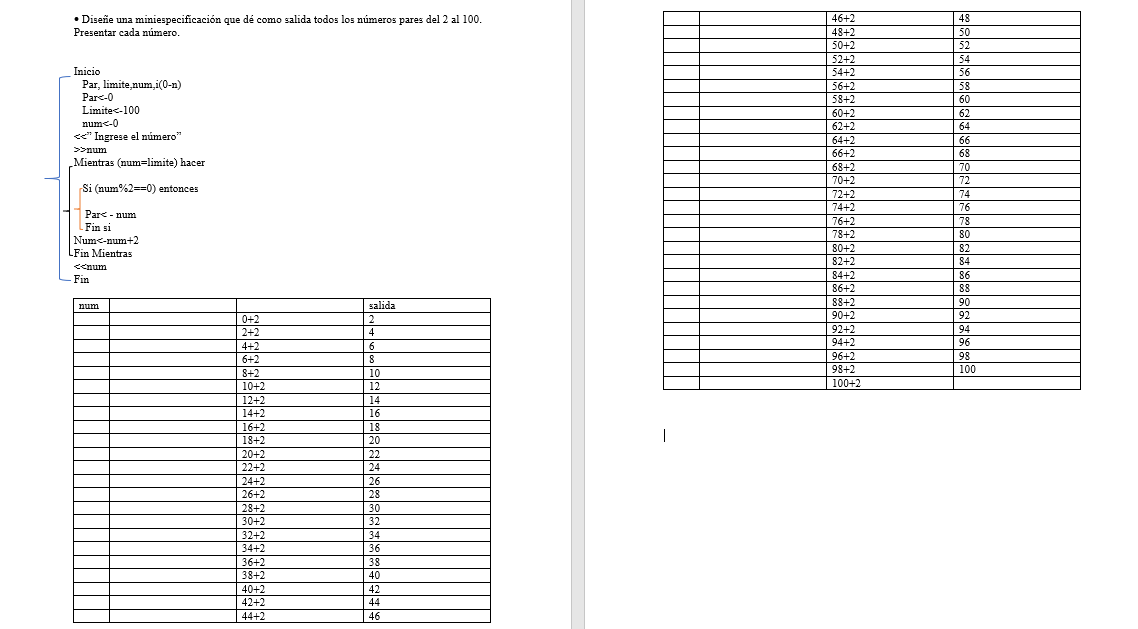 • Diseñe una miniespecificación que dé como salida todos los números pares del 2 al 100.
Presentar cada número.
Inicio
Par, limite,num,i(0-n)
Par<-0
Limite<-100
num<-0
<<" Ingrese el número"
>>num
Mientras (num=limite) hacer
Si (num%2==0) entonces
Par< - num
Fin si
Num<-num+2
Fin Mientras
<<num
Fin
num salida
0+2 2
2+2 4
4+2 6
6+2 8
8+2 10
10+2 12
12+2 14
14+2 16
16+2 18
18+2 20
20+2 22
22+2 24
24+2 26
26+2 28
28+2 30
30+2 32
32+2 34
34+2 36
36+2 38
38+2 40
40+2 42
42+2 44
44+2 46
46+2 48
48+2 50
50+2 52
52+2 54
54+2 56
56+2 58
58+2 60
60+2 62
62+2 64
64+2 66
66+2 68
68+2 70
70+2 72
72+2 74
74+2 76
76+2 78
78+2 80
80+2 82
82+2 84
84+2 86
86+2 88
88+2 90
90+2 92
92+2 94
94+2 96
96+2 98
98+2 100
100+2